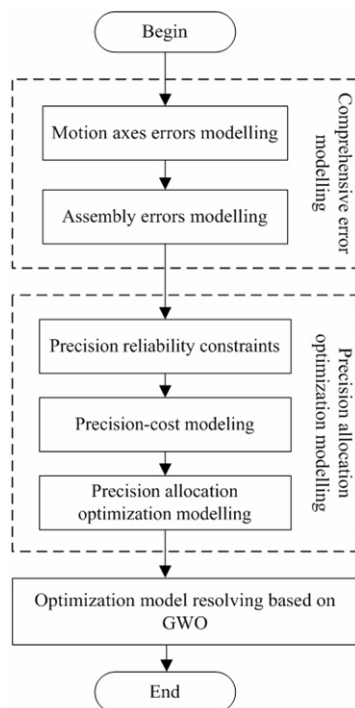 Begin
Motion axes errors modelling
Assembly errors modelling
Comprehensive error
modelling
Precision reliability constraints
Precision-cost modeling
Precision allocation
optimization modelling
Precision allocation
optimization modelling
Optimization model resolving based on
GWO
End